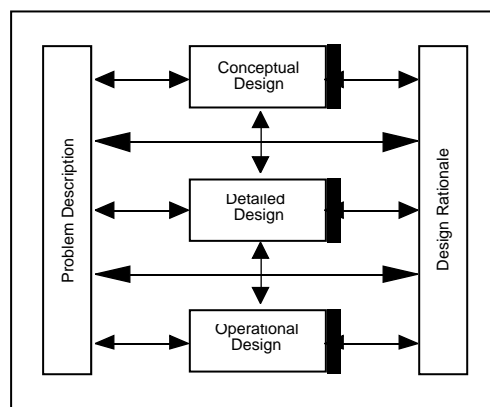 Problem Description
Conceptual
Design
Detailed
Design
Operational
Design
Design Rationale